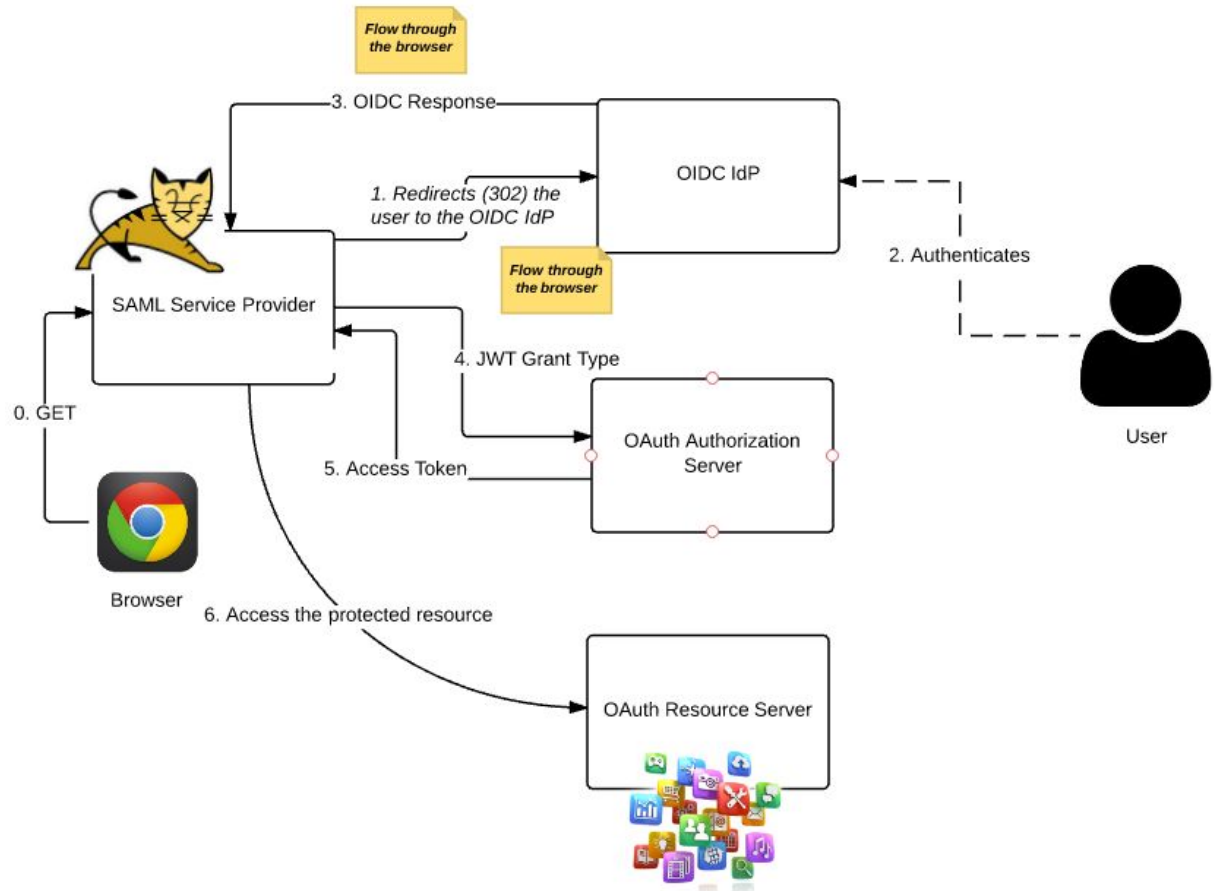 Flow through
the browser
3. OIDC Response
OIDC IdP
1. Redirects (302) the
user to the OIDC IdP
2. Authenticates
Flow through
the browser
SAML Service Provider
4. JWT Grant Type
0. GET
User
OAuth Authorization
Server
5. Access Token
Browser
6. Access the protected resource
OAuth Resource Server